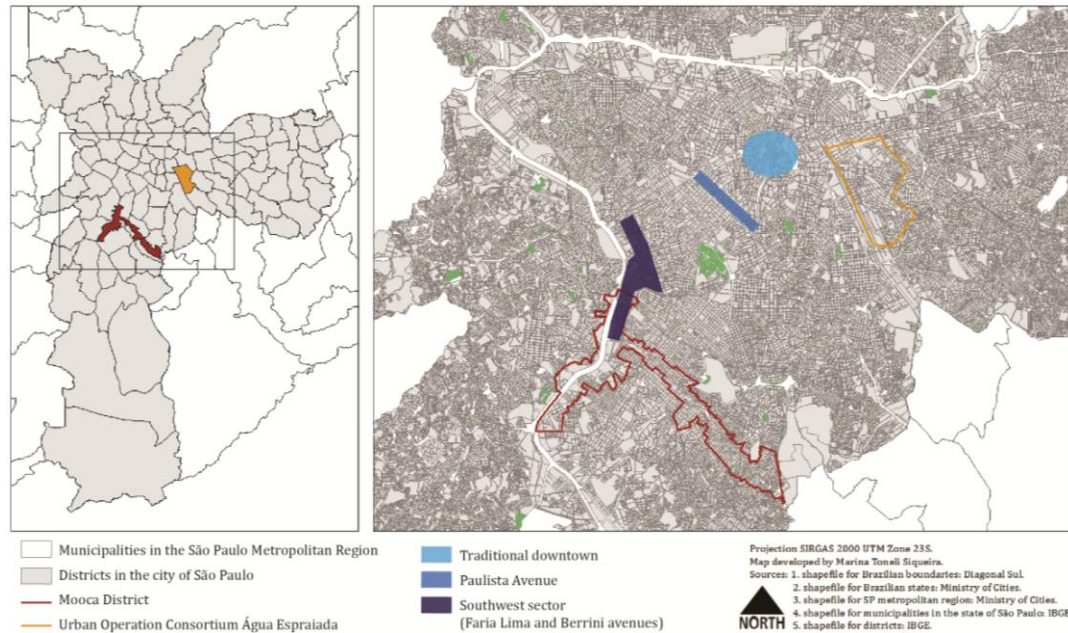 Municipalities in the São Paulo Metropolitan Region
Districts in the city of São Paulo
Mooca District
Urban Operation Consortium Água Espraiada
Traditional downtown
Paulista Avenue
Southwest sector
(Faria Lima and Berrini avenues)
NORTH
Projection SIRGAS 2000 UTM Zone 23S.
Map developed by Marina Toneli Siqueira.
Sources: 1. shapefile for Brazilian boundaries: Diagonal Sul.
2. shapefile for Brazilian states: Ministry of Cities.
3. shapefile for SP metropolitan region: Ministry of Cities.
4. shapefile for municipalities in the state of São Paulo: IBGE
5. shapefile for districts: IBGE.